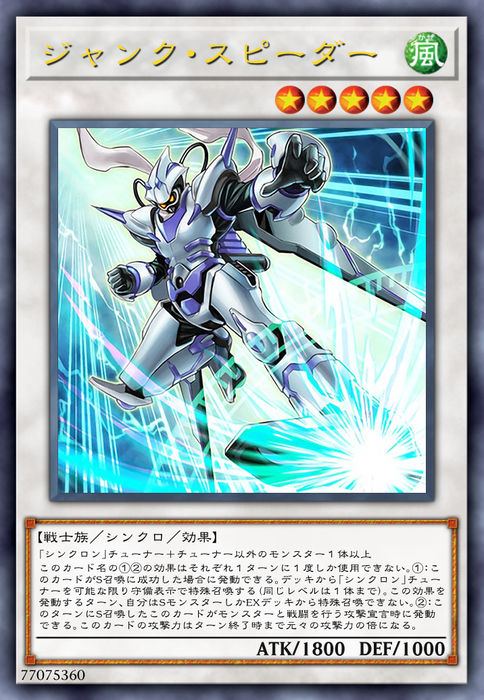 ジャンク・スピーダー
かぜ
風
【戦士族／シンクロ／効果】
「シンクロン」チューナー＋チューナー以外のモンスター１体以上
このカード名の①②の効果はそれぞれ１ターンに１度しか使用できない。①：こ
のカードがS召喚に成功した場合に発動できる。デッキから「シンクロン」チュー
ナーを可能な限り守備表示で特殊召喚する（同じレベルは１体まで）。この効果を
発動するターン、自分はSモンスターしかEXデッキから特殊召喚できない。②：こ
のターンにS召喚したこのカードがモンスターと戦闘を行う攻撃宣言時に発動
できる。このカードの攻撃力はターン終了時まで元々の攻撃力の倍になる。
ATK/1800 DEF/1000
77075360